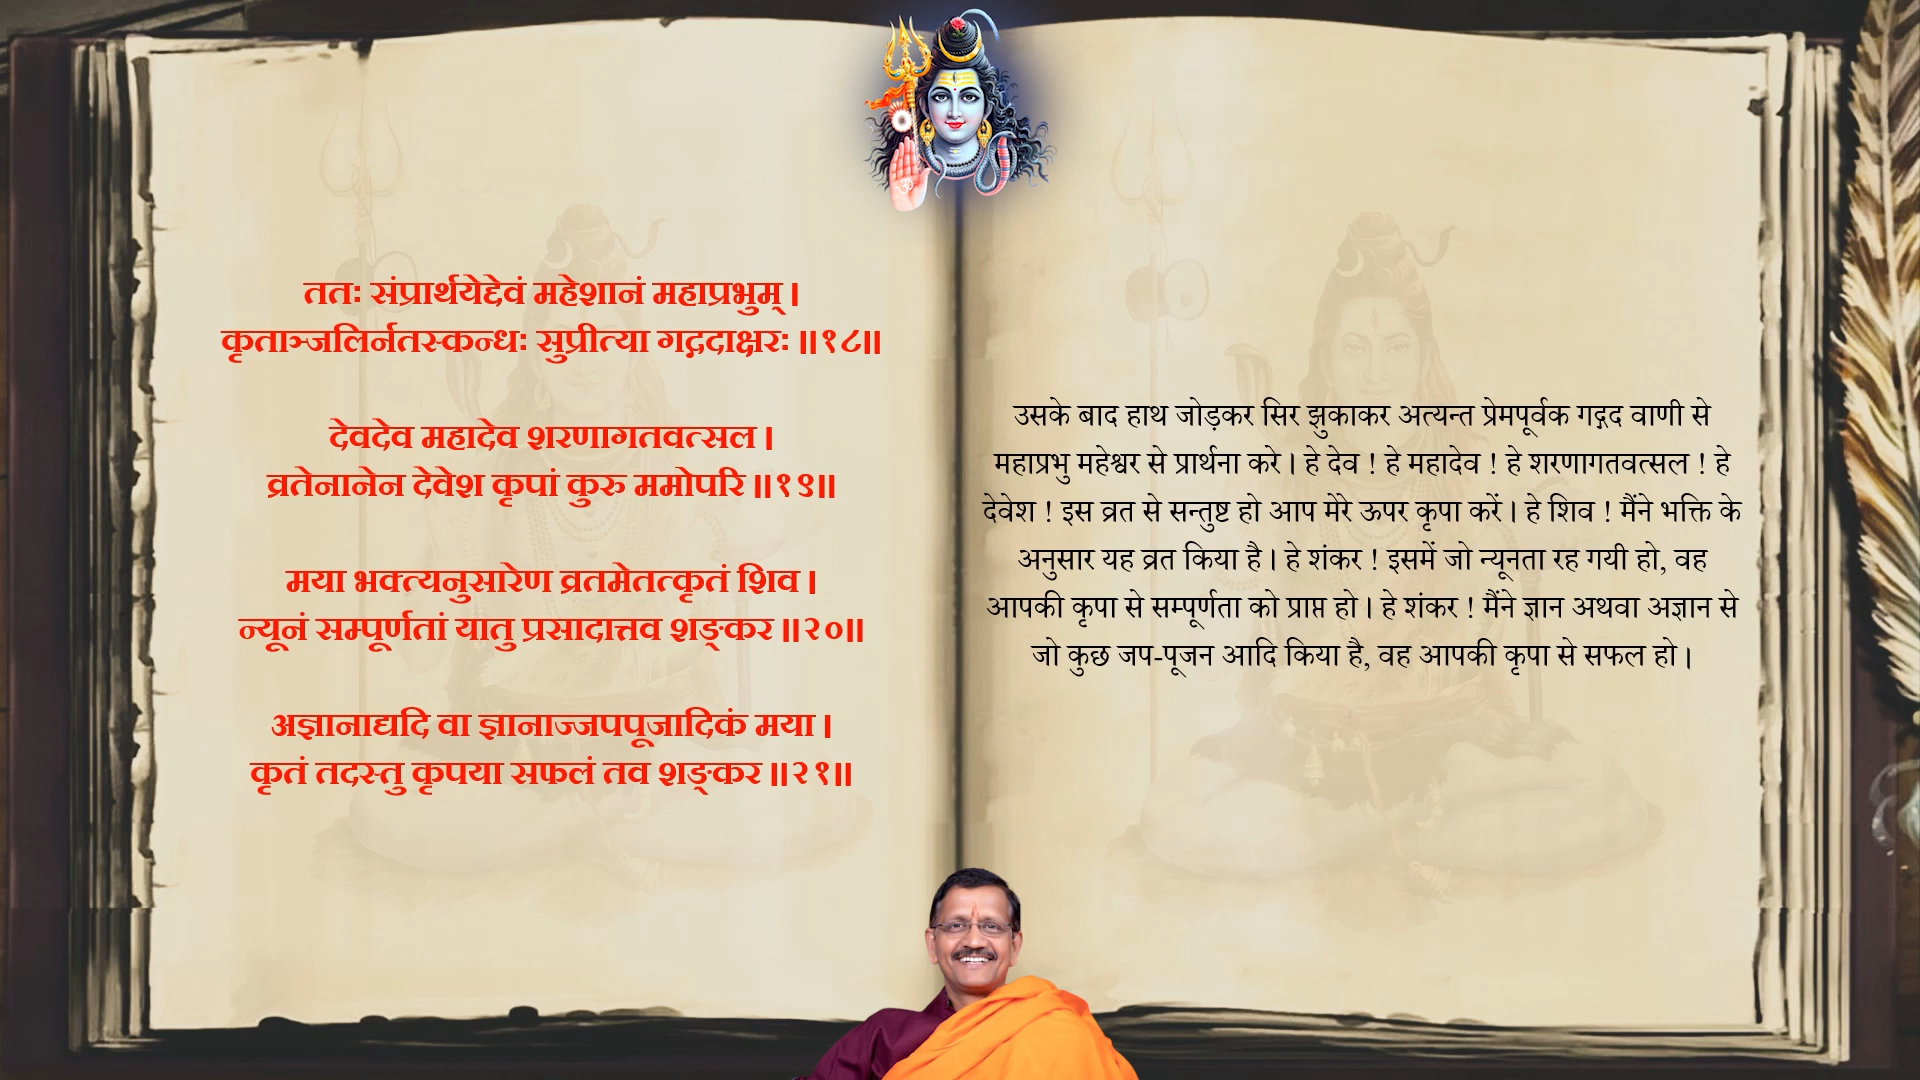 ततः संप्रार्थयेद्देवं महेशानं महाप्रभुम् ।
कृताञ्जलिर्नतस्कन्धः सुप्रीत्या गद्गदाक्षरः ॥१८॥
देवदेव महादेव शरणागतवत्सल ।
व्रतेनानेन देवेश कृपां कुरु ममोपरि ॥१९॥
मया भक्त्यनुसारेण व्रतमेतत्कृतं शिव ।
न्यूनं सम्पूर्णतां यातु प्रसादात्तव शङ्कर ॥२०॥
अज्ञानाद्यदि वा ज्ञानाज्जपपूजादिकं मया ।
कृतं तदस्तु कृपया सफलं तव शङ्कर ॥२१॥
उसके बाद हाथ जोड़कर सिर झुकाकर अत्यन्त प्रेमपूर्वक गद्गद वाणी से
महाप्रभु महेश्वर से प्रार्थना करे । हे देव ! हे महादेव ! हे शरणागतवत्सल ! हे
देवेश ! इस व्रत से सन्तुष्ट हो आप मेरे ऊपर कृपा करें । हे शिव ! मैंने भक्ति के
अनुसार यह व्रत किया है । हे शंकर ! इसमें जो न्यूनता रह गयी हो, वह
आपकी कृपा से सम्पूर्णता को प्राप्त हो । हे शंकर ! मैंने ज्ञान अथवा अज्ञान से
जो कुछ जप-पूजन आदि किया है, वह आपकी कृपा से सफल हो ।